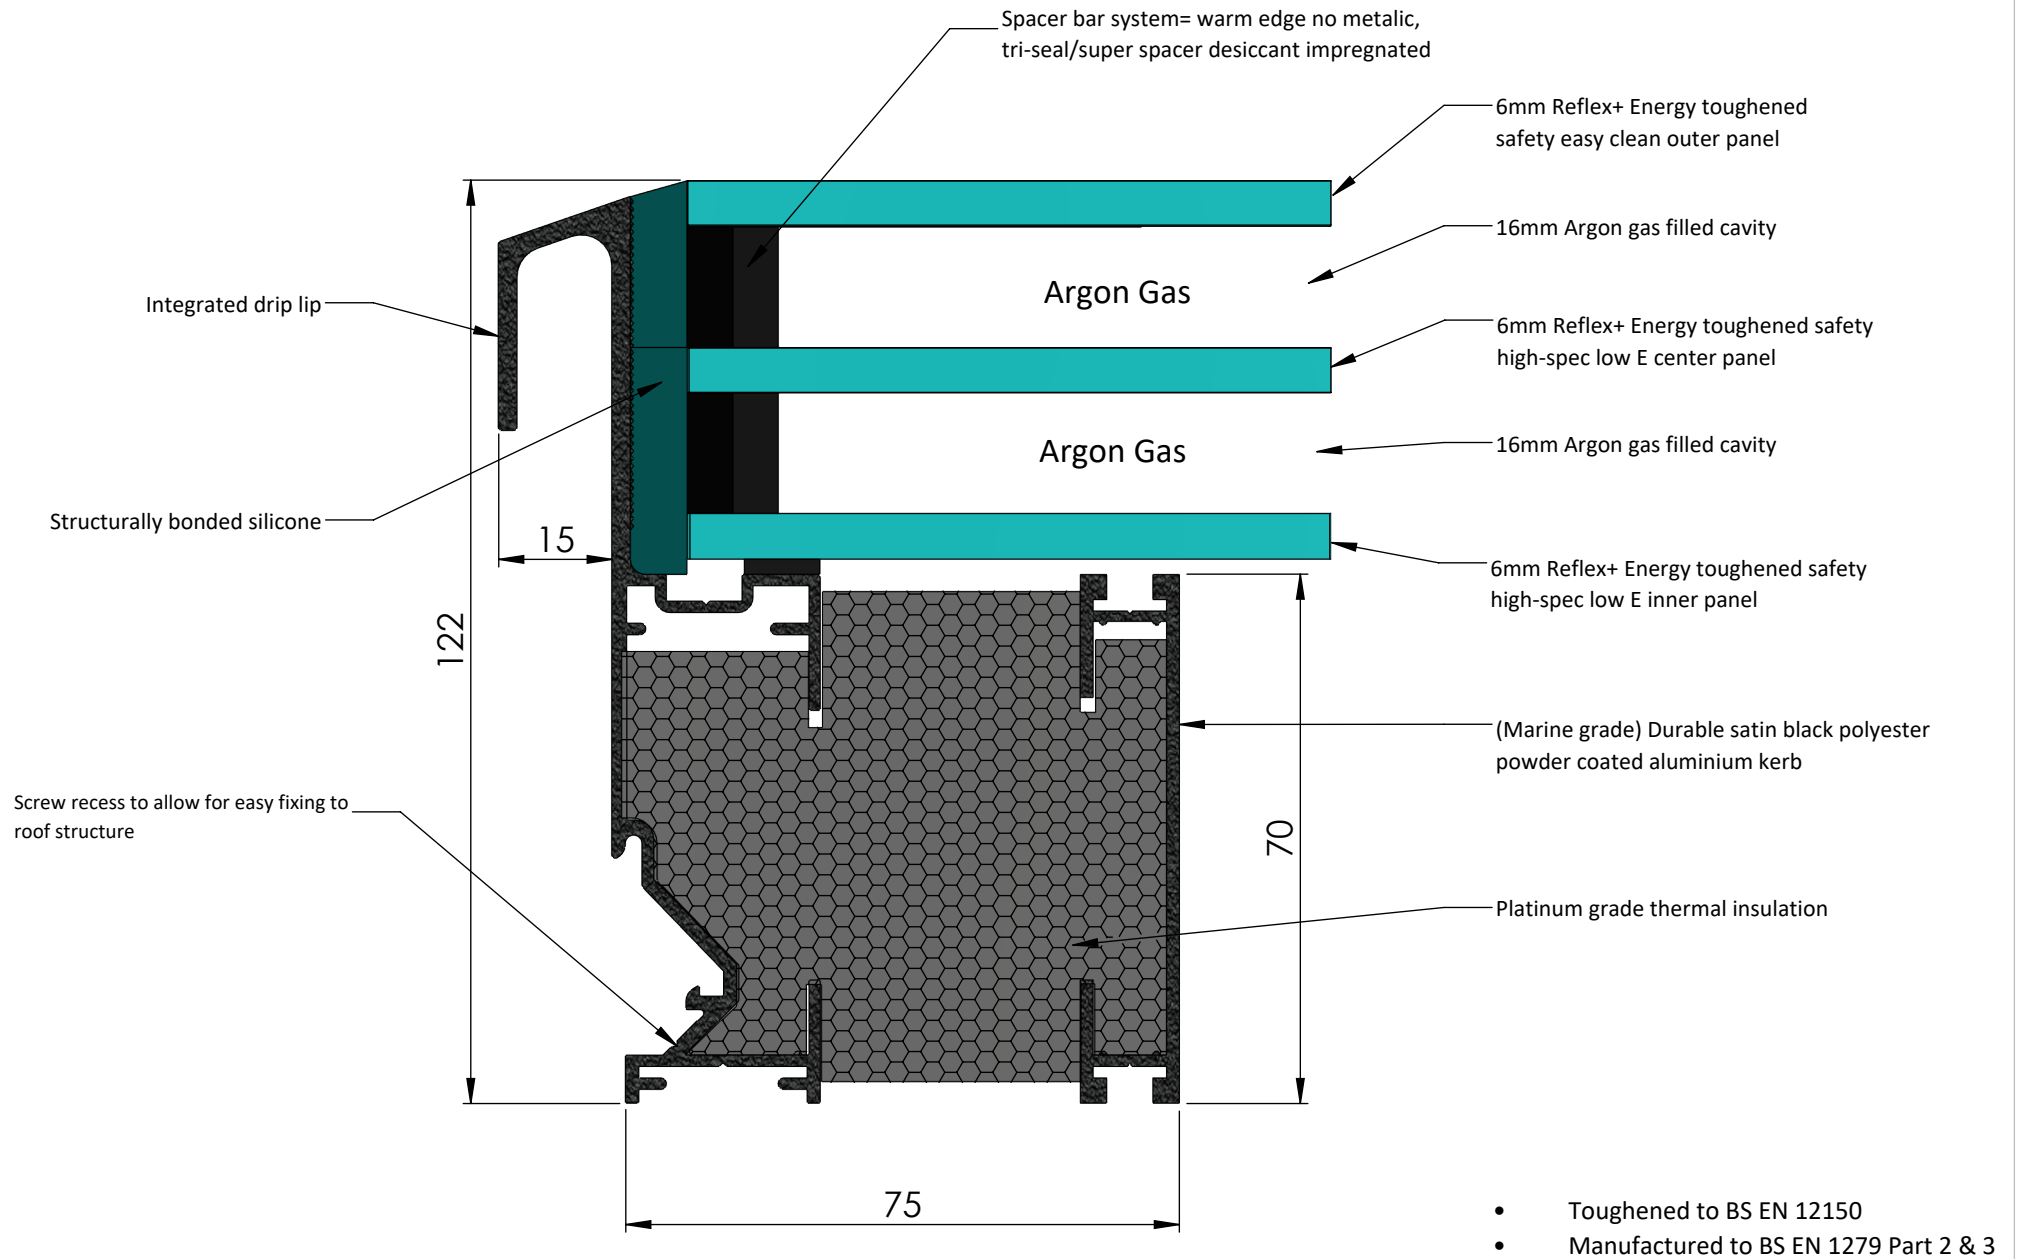 Spacer bar system= warm edge no metalic,
tri-seal/super spacer desiccant impregnated
6mm Reflex+ Energy toughened
safety easy clean outer panel
16mm Argon gas filled cavity
Argon Gas
Integrated drip lip
6mm Reflex+ Energy toughened safety
high-spec low E center panel
Argon Gas
16mm Argon gas filled cavity
Structurally bonded silicone
15
6mm Reflex+ Energy toughened safety
high-spec low E inner panel
122
(Marine grade) Durable satin black polyester
powder coated aluminium kerb
Screw recess to allow for easy fixing to
roof structure
70
Platinum grade thermal insulation
75
• Toughened to BS EN 12150
• Manufactured to BS EN 1279 Part 2 & 3